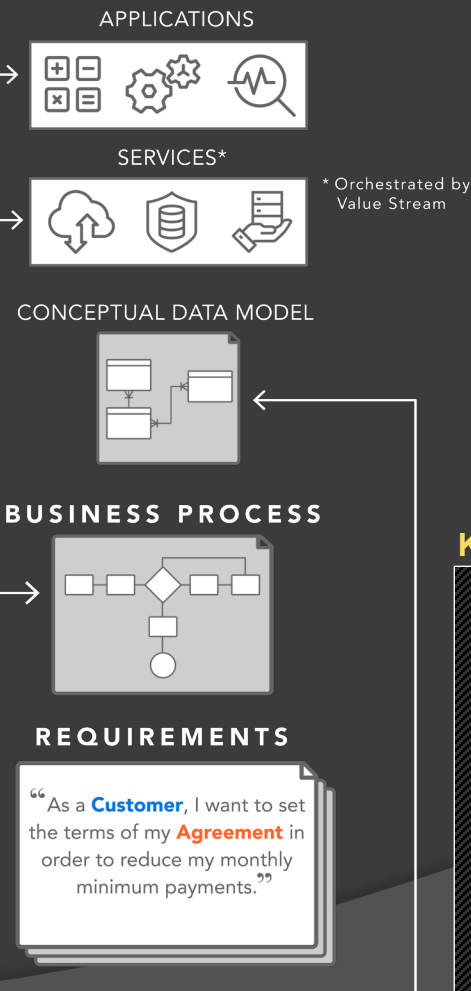 APPLICATIONS
SERVICES*
* Orchestrated by
Value Stream
CONCEPTUAL DATA MODEL
BUSINESS PROCESS
K
REQUIREMENTS
“As a Customer, I want to set
the terms of my Agreement in
order to reduce my monthly
minimum payments.”